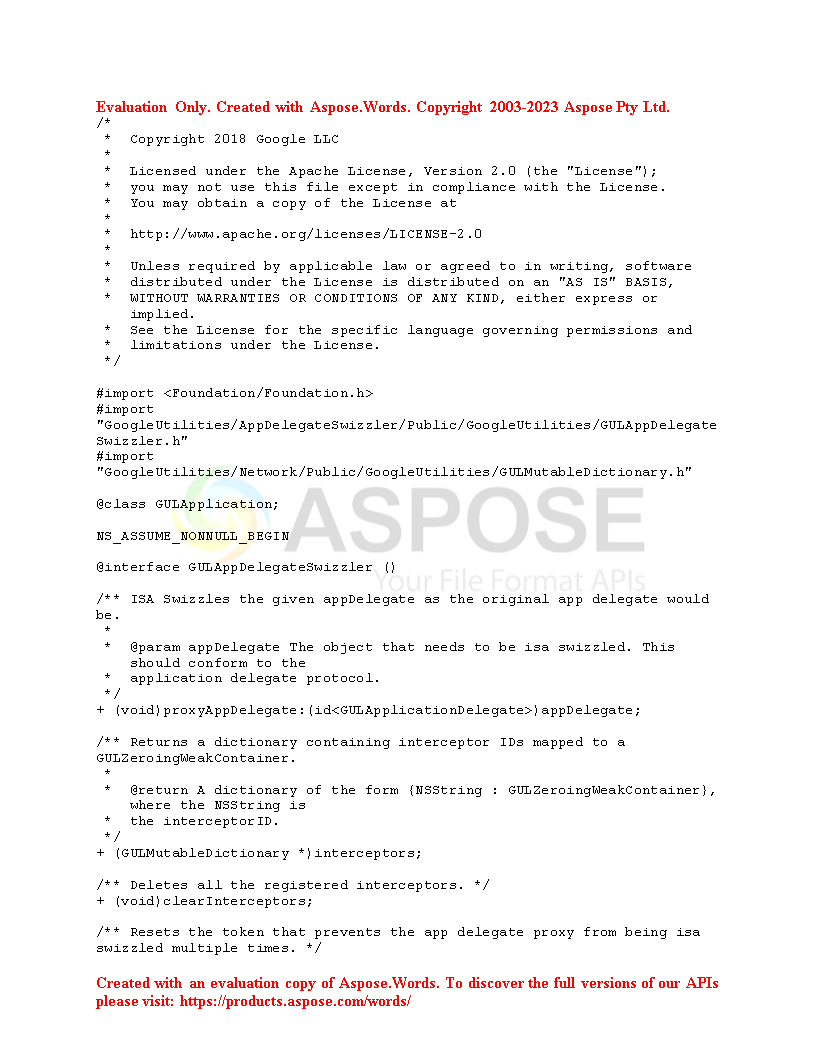 Evaluation Only. Created with Aspose.Words. Copyright 2003-2023 Aspose Pty Ltd.
/*
 *  Copyright 2018 Google LLC
 *
 *  Licensed under the Apache License, Version 2.0 (the "License");
 *  you may not use this file except in compliance with the License.
 *  You may obtain a copy of the License at
 *
 *  http://www.apache.org/licenses/LICENSE-2.0
 *
 *  Unless required by applicable law or agreed to in writing, software
 *  distributed under the License is distributed on an "AS IS" BASIS,
 *  WITHOUT WARRANTIES OR CONDITIONS OF ANY KIND, either express or
    implied.
 *  See the License for the specific language governing permissions and
 *  limitations under the License.
 */

#import <Foundation/Foundation.h>
#import
"GoogleUtilities/AppDelegateSwizzler/Public/GoogleUtilities/GULAppDelegate
Swizzler.h"
#import
"GoogleUtilities/Network/Public/GoogleUtilities/GULMutableDictionary.h"

@class GULApplication;
ASPOSE

NS_ASSUME_NONNULL_BEGIN

@interface GULAppDelegateSwizzler ()
Your File Format APIs

/** ISA Swizzles the given appDelegate as the original app delegate would
be.
 *
 *  @param appDelegate The object that needs to be isa swizzled. This
    should conform to the
 *  application delegate protocol.
 */
+ (void)proxyAppDelegate:(id<GULApplicationDelegate>)appDelegate;

/** Returns a dictionary containing interceptor IDs mapped to a
GULZeroingWeakContainer.
 *
 *  @return A dictionary of the form {NSString : GULZeroingWeakContainer},
    where the NSString is
 *  the interceptorID.
 */
+ (GULMutableDictionary *)interceptors;

/** Deletes all the registered interceptors. */
+ (void)clearInterceptors;

/** Resets the token that prevents the app delegate proxy from being isa
swizzled multiple times. */

Created with an evaluation copy of Aspose.Words. To discover the full versions of our APIs
please visit: https://products.aspose.com/words/